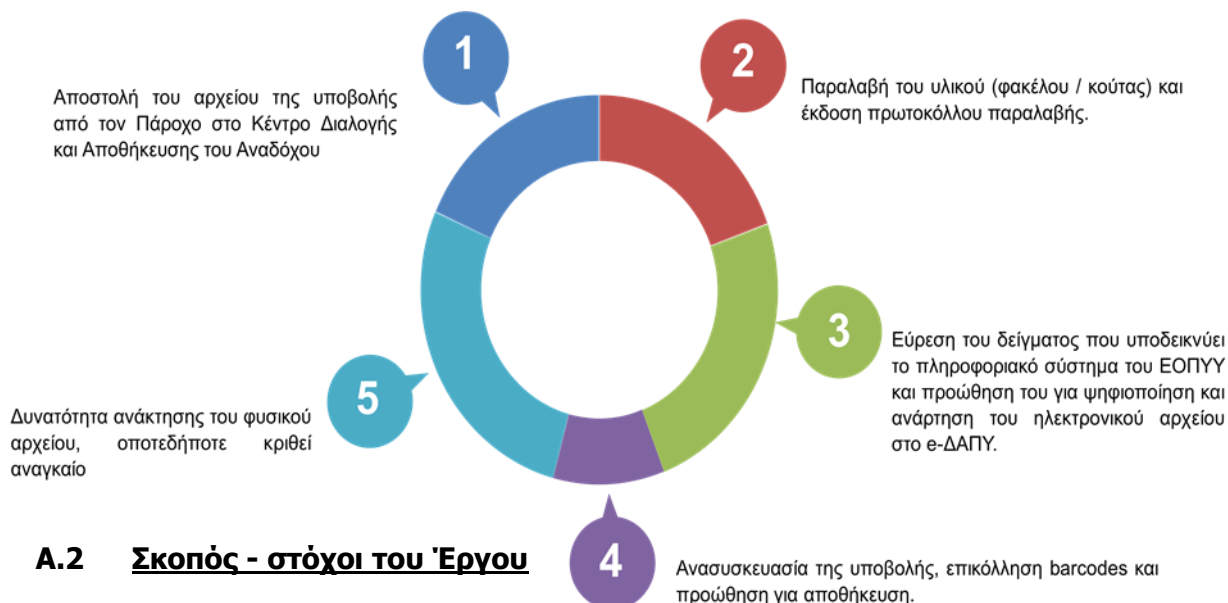 1
Αποστολή του αρχείου της υποβολής
από τον Πάροχο στο Κέντρο Διαλογής
και Αποθήκευσης του Αναδόχου
2
Παραλαβή του υλικού (φακέλου / κούτας) και
έκδοση πρωτοκόλλου παραλαβής.
3
Εύρεση του δείγματος που υποδεικνύει
το πληροφοριακό σύστημα του ΕΟΠΥΥ
και προώθηση του για ψηφιοποίηση και
ανάρτηση του ηλεκτρονικού αρχείου
στο e-ΔΑΠΥ.
4
Ανασυσκευασία της υποβολής, επικόλληση barcodes και
προώθηση για αποθήκευση.
5
Δυνατότητα ανάκτησης του φυσικού
αρχείου, οποτεδήποτε κριθεί
αναγκαίο
Α.2 Σκοπός - στόχοι του Έργου